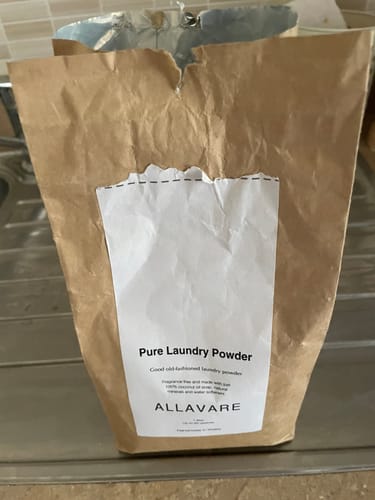 Pure Laundry Powder
Good old-fashioned laundry powder
Fragrance free and made with just
100% coconut oil soap, natural
minerals and water softeners
ALLAVARE